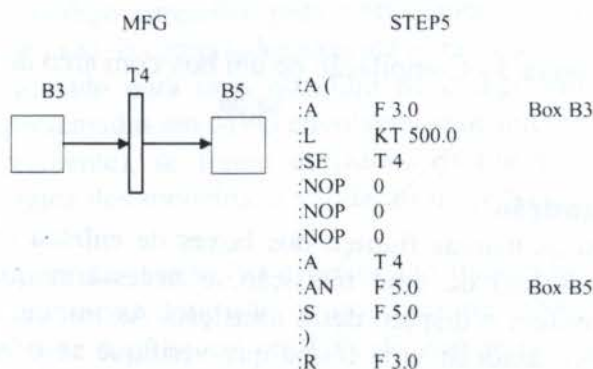 MFG
STEP5
B3
T4
B5
:A (
:A F 3.0 Box B3
:L KT 500.0
:SE T 4
:NOP 0
:NOP 0
:NOP 0
:A T 4
:AN F 5.0 Box B5
:S F 5.0
:)
:R F 3.0